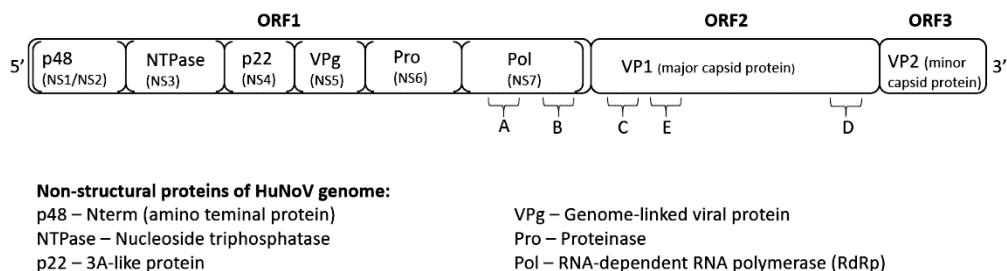 ORF1 ORF2 ORF3
5’ p48 (NS1/NS2) NTPase (NS3) p22 (NS4) VPg (NS5) Pro (NS6) Pol (NS7) VP1 (major capsid protein) VP2 (minor capsid protein) 3’
A B C E D
Non-structural proteins of HuNoV genome:
p48 – Nterm (amino teminal protein)
NTPase – Nucleoside triphosphatase
p22 – 3A-like protein
VPg – Genome-linked viral protein
Pro – Proteinase
Pol – RNA-dependent RNA polymerase (RdRp)